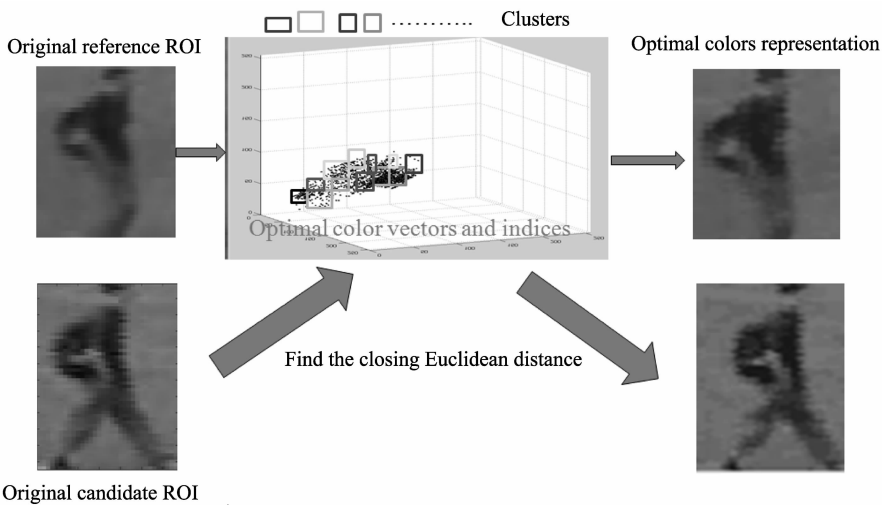 Clusters
Original reference ROI
Optimal colors representation
Optimal color vectors and indices
Find the closing Euclidean distance
Original candidate ROI